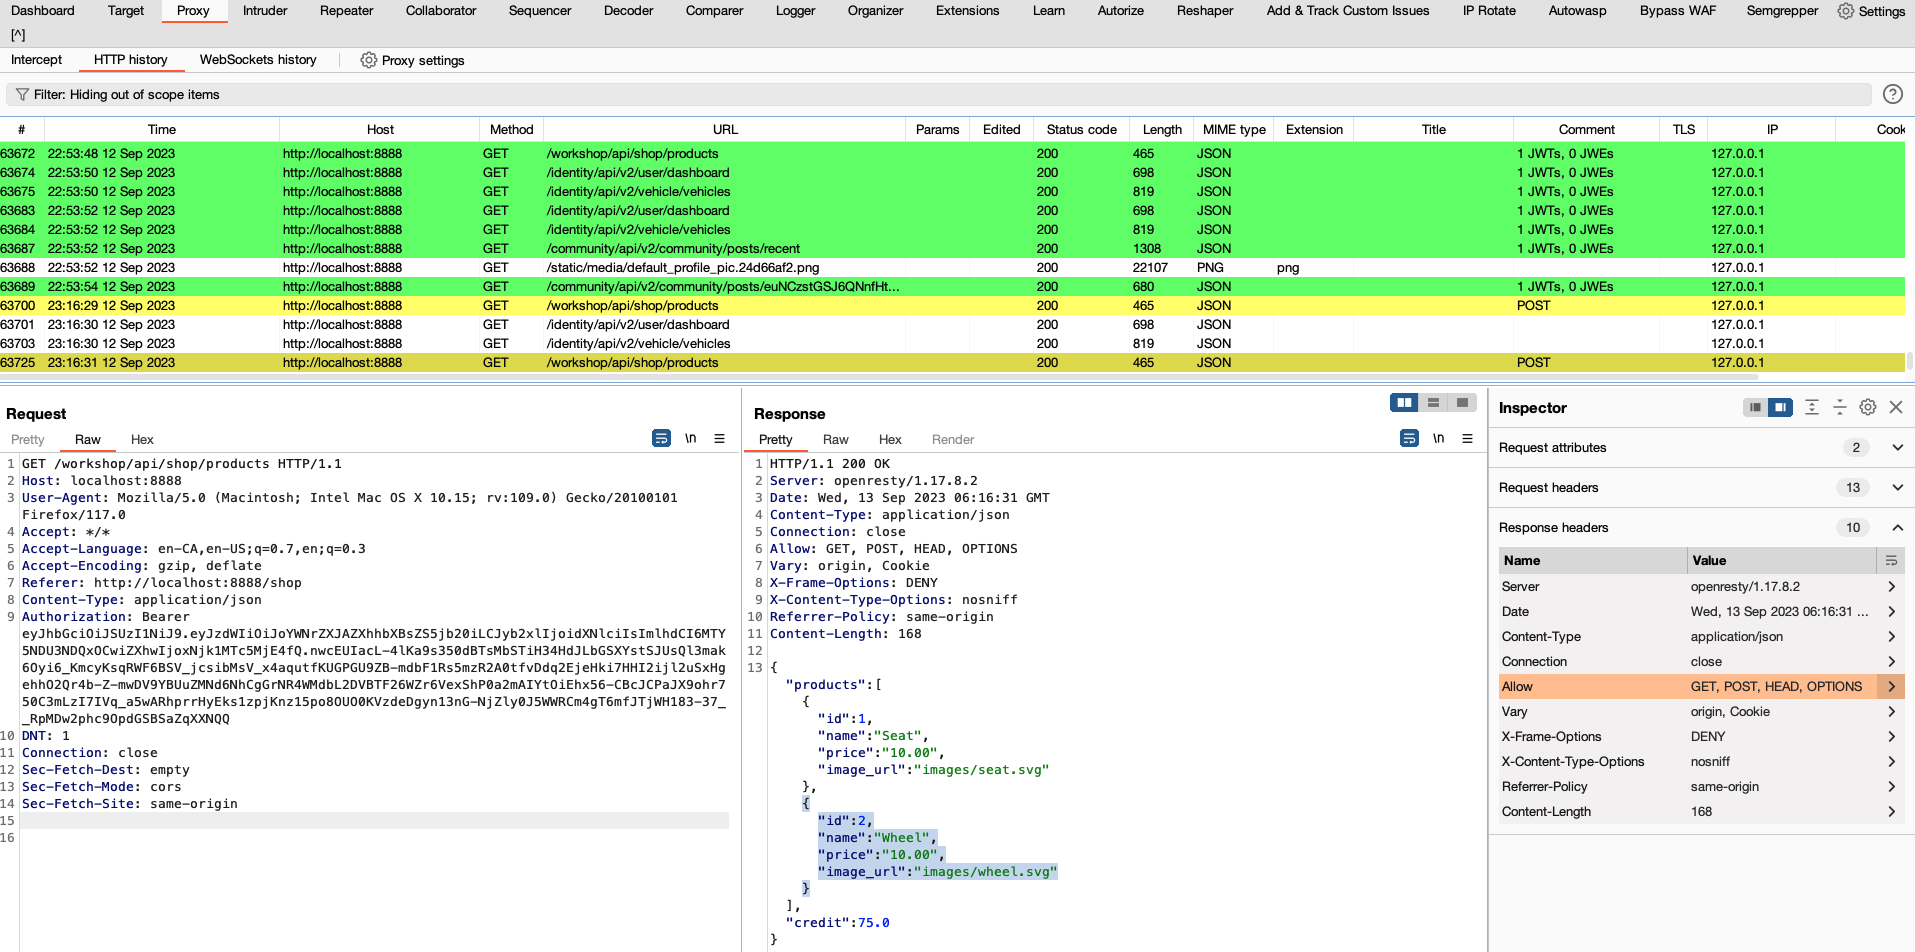 Dashboard Target Proxy Intruder Repeater Collaborator Sequencer Decoder Comparer Logger Organizer Extensions Learn Autorize Reshaper Add & Track Custom Issues IP Rotate Autowasp Bypass WAF Semgrepper Settings
[^]
Intercept HTTP history WebSockets history Proxy settings
Filter: Hiding out of scope items
# Time Host Method URL Params Edited Status code Length MIME type Extension Title Comment TLS IP Cook
63672 22:53:48 12 Sep 2023 http://localhost:8888 GET /workshop/api/shop/products 200 465 JSON 1 JWTs, 0 JWEs 127.0.0.1
63674 22:53:50 12 Sep 2023 http://localhost:8888 GET /identity/api/v2/user/dashboard 200 698 JSON 1 JWTs, 0 JWEs 127.0.0.1
63675 22:53:50 12 Sep 2023 http://localhost:8888 GET /identity/api/v2/vehicle/vehicles 200 819 JSON 1 JWTs, 0 JWEs 127.0.0.1
63683 22:53:52 12 Sep 2023 http://localhost:8888 GET /identity/api/v2/user/dashboard 200 698 JSON 1 JWTs, 0 JWEs 127.0.0.1
63684 22:53:52 12 Sep 2023 http://localhost:8888 GET /identity/api/v2/vehicle/vehicles 200 819 JSON 1 JWTs, 0 JWEs 127.0.0.1
63687 22:53:52 12 Sep 2023 http://localhost:8888 GET /community/api/v2/community/posts/recent 200 1308 JSON 1 JWTs, 0 JWEs 127.0.0.1
63688 22:53:52 12 Sep 2023 http://localhost:8888 GET /static/media/default_profile_pic.24d66af2.png 200 22107 PNG png 127.0.0.1
63689 22:53:54 12 Sep 2023 http://localhost:8888 GET /community/api/v2/community/posts/euNCzstGSJ6QNnfHt... 200 680 JSON 1 JWTs, 0 JWEs 127.0.0.1
63700 23:16:29 12 Sep 2023 http://localhost:8888 GET /workshop/api/shop/products 200 465 JSON POST 127.0.0.1
63701 23:16:30 12 Sep 2023 http://localhost:8888 GET /identity/api/v2/user/dashboard 200 698 JSON 127.0.0.1
63703 23:16:30 12 Sep 2023 http://localhost:8888 GET /identity/api/v2/vehicle/vehicles 200 819 JSON 127.0.0.1
63725 23:16:31 12 Sep 2023 http://localhost:8888 GET /workshop/api/shop/products 200 465 JSON POST 127.0.0.1
Request
Pretty Raw Hex \n
1 GET /workshop/api/shop/products HTTP/1.1
2 Host: localhost:8888
3 User-Agent: Mozilla/5.0 (Macintosh; Intel Mac OS X 10.15; rv:109.0) Gecko/20100101
Firefox/117.0
4 Accept: */*
5 Accept-Language: en-CA,en-US;q=0.7,en;q=0.3
6 Accept-Encoding: gzip, deflate
7 Referer: http://localhost:8888/shop
8 Content-Type: application/json
9 Authorization: Bearer
eyJhbGciOiJSUzI1NiJ9.eyJzdWIiOiJoYWNrZXJAZXhhbXBsZS5jb20iLCJyb2xlIjoidXNlciIsImlhdCI6MTY
5NDU3NDQxOCwiZXhwIjoxNjk1MTc5MjE4fQ.nwcEUIacL-4lKa9s350dBTsMbSTiH34HdJLbGSXYstSJUsQl3mak
6Oyi6_KmcyKsqRWF6BSV_jcsibMsV_x4aqutfKUGPGU9ZB-mdbF1Rs5mzR2A0tfvDdq2EjeHki7HHI2ijl2uSxHg
ehhO2Qr4b-Z-mwDV9YBUuZMNd6NhCgGrNR4WMdbL2DVBTF26WZr6VexShP0a2mAIYtOiEhx56-CBcJCPaJX9ohr7
50C3mLzI7IVq_a5wARhprrHyEks1zpjKnz15po8OUO0KVzdeDgyn13nG-NjZly0J5WWRCm4gT6mfJTjWH183-37_
_RpMDw2phc9OpdGSBSaZqXXNQQ
10 DNT: 1
11 Connection: close
12 Sec-Fetch-Dest: empty
13 Sec-Fetch-Mode: cors
14 Sec-Fetch-Site: same-origin
15
16
Response
Pretty Raw Hex Render \n
1 HTTP/1.1 200 OK
2 Server: openresty/1.17.8.2
3 Date: Wed, 13 Sep 2023 06:16:31 GMT
4 Content-Type: application/json
5 Connection: close
6 Allow: GET, POST, HEAD, OPTIONS
7 Vary: origin, Cookie
8 X-Frame-Options: DENY
9 X-Content-Type-Options: nosniff
10 Referrer-Policy: same-origin
11 Content-Length: 168
12
13 {
"products":[
{
"id":1,
"name":"Seat",
"price":"10.00",
"image_url":"images/seat.svg"
},
{
"id":2,
"name":"Wheel",
"price":"10.00",
"image_url":"images/wheel.svg"
}
],
"credit":75.0
}
Inspector
Request attributes 2
Request headers 13
Response headers 10
Name Value
Server openresty/1.17.8.2
Date Wed, 13 Sep 2023 06:16:31 ...
Content-Type application/json
Connection close
Allow GET, POST, HEAD, OPTIONS
Vary origin, Cookie
X-Frame-Options DENY
X-Content-Type-Options nosniff
Referrer-Policy same-origin
Content-Length 168